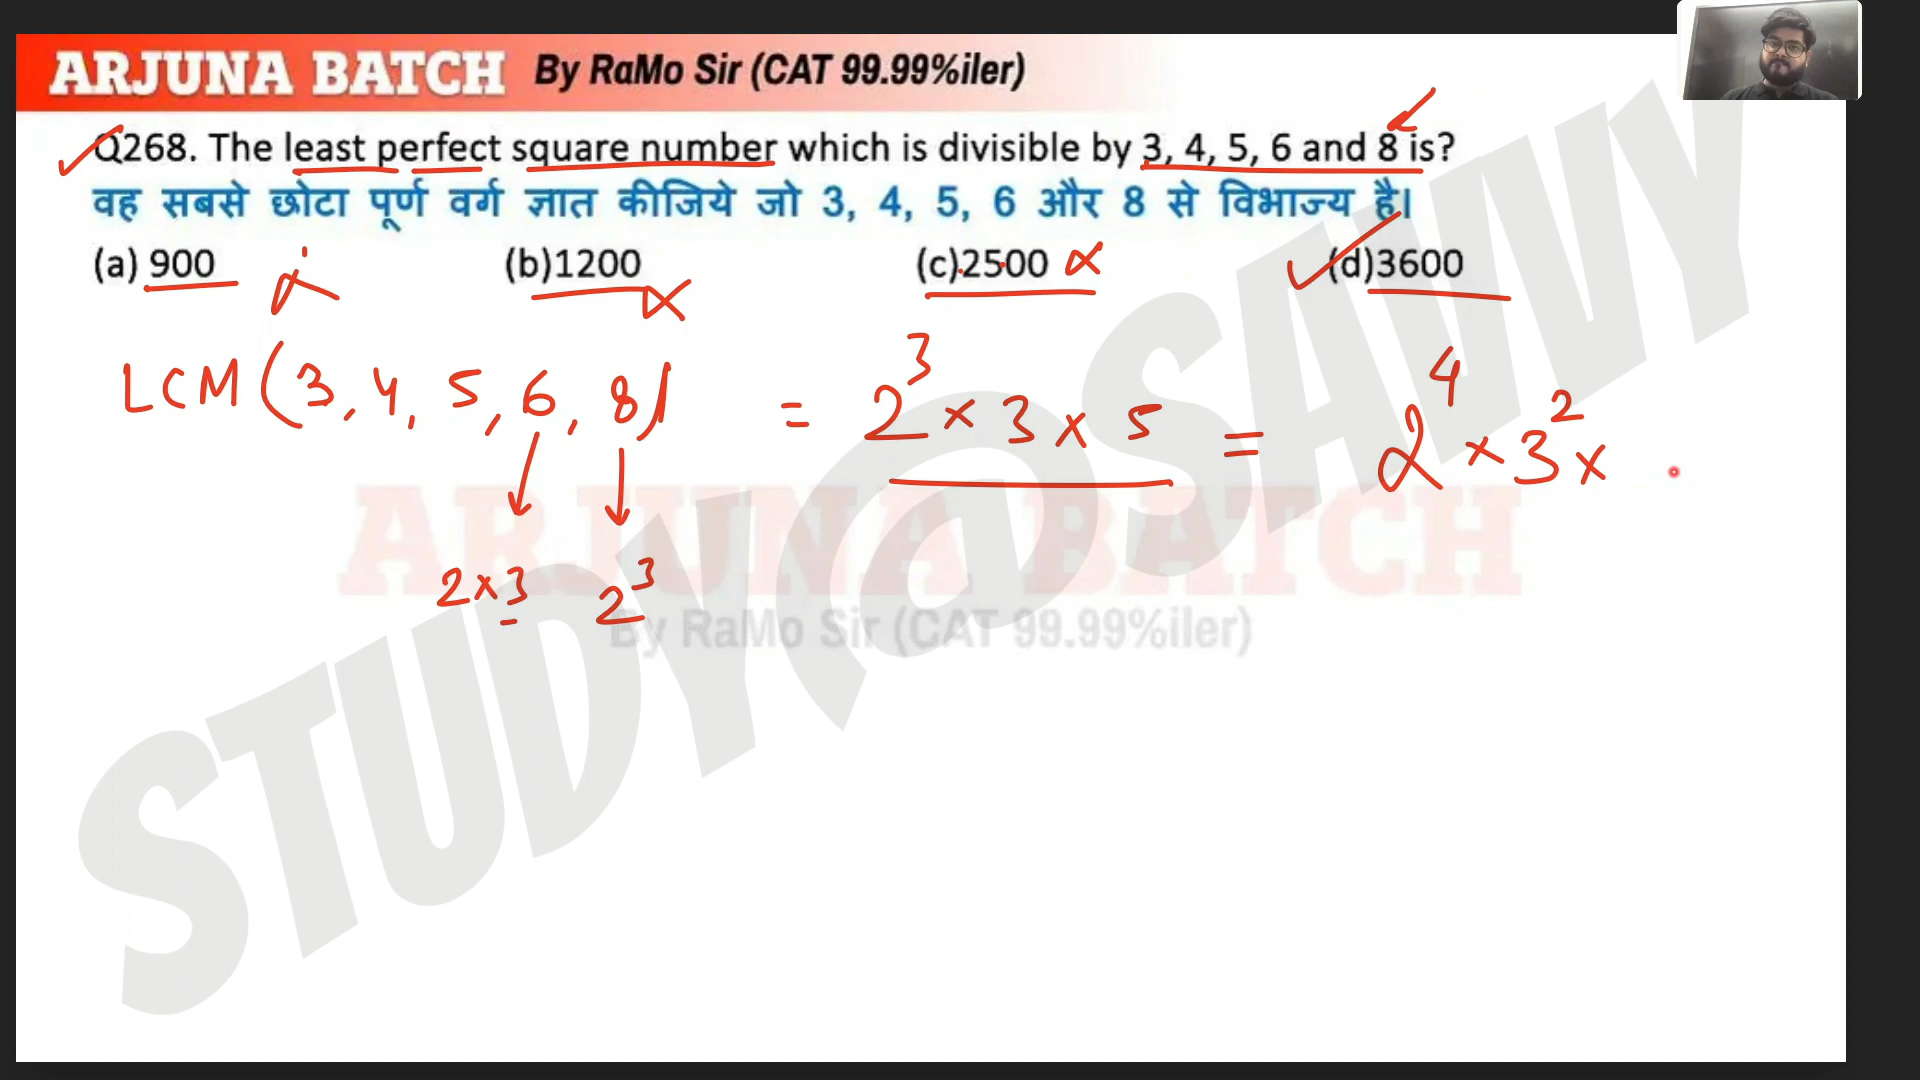 ARJUNA BATCH By RaMo Sir (CAT 99.99%iler)
Q268. The least perfect square number which is divisible by 3, 4, 5, 6 and 8 is?
वह सबसे छोटा पूर्ण वर्ग ज्ञात कीजिये जो 3, 4, 5, 6 और 8 से विभाज्य है।
(a) 900 (b)1200 (c)2500 (d)3600
LCM (3, 4, 5, 6, 8) = 2³ × 3 × 5 = 2⁴ × 3² ×
2×3 2³
ARJUNA BATCH
By RaMo Sir (CAT 99.99%iler)
STUDY@SAVVY